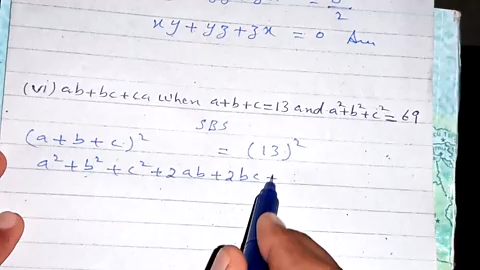 2
xy + yz + zx = 0 Ans
(vi) ab+bc+ca when a+b+c=13 and a²+b²+c²=69
SBS
(a+b+c)² = (13)²
a²+b²+c²+2ab+2bc+